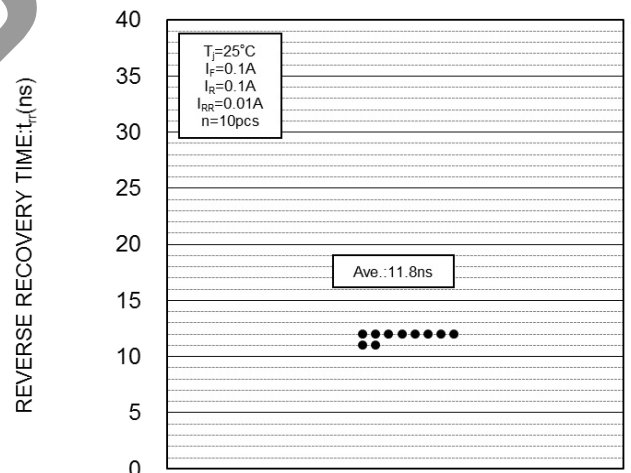 REVERSE RECOVERY TIME:trr(ns)
40
Tj=25°C
IF=0.1A
IR=0.1A
IRR=0.01A
n=10pcs
35
30
25
20
Ave.:11.8ns
15
10
5
0